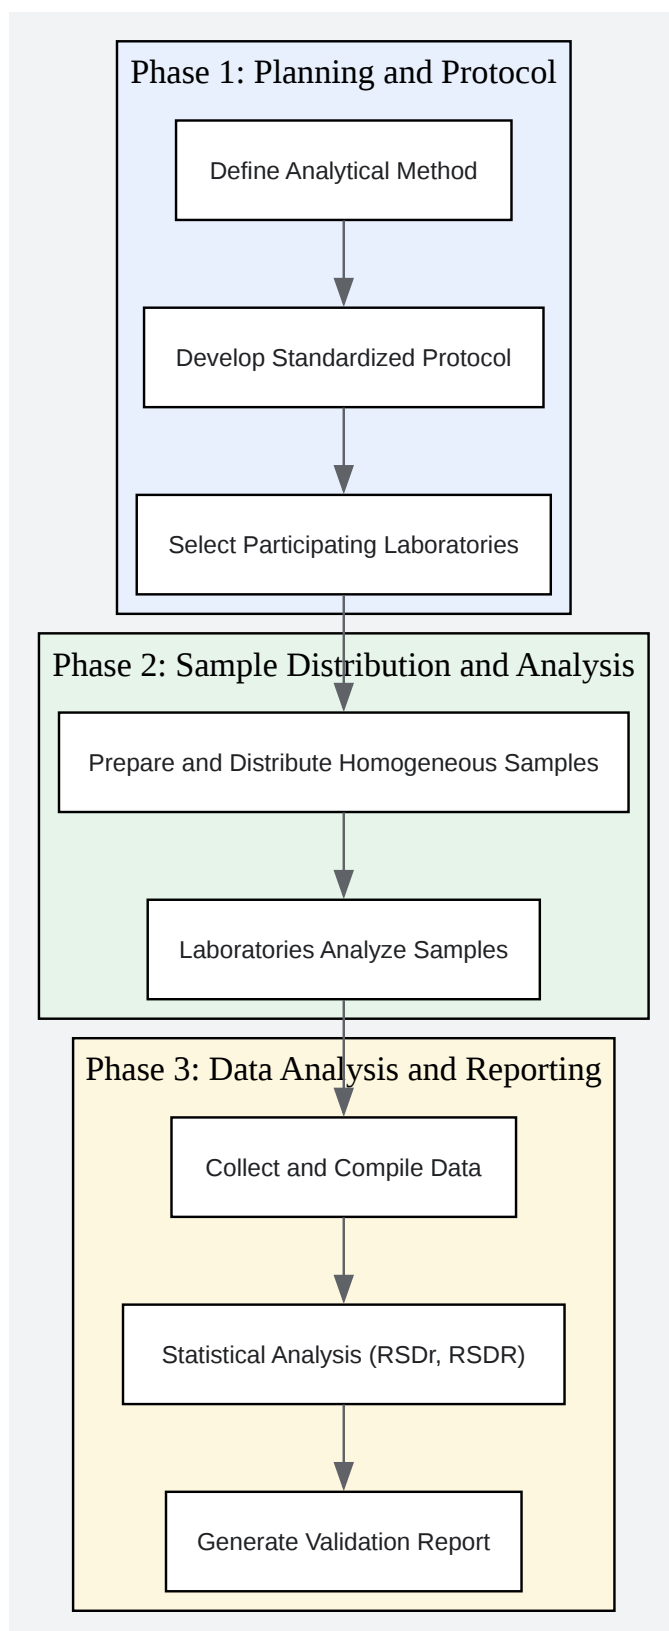 Phase 1: Planning and Protocol
Define Analytical Method
Develop Standardized Protocol
Select Participating Laboratories
Phase 2: Sample Distribution and Analysis
Prepare and Distribute Homogeneous Samples
Laboratories Analyze Samples
Phase 3: Data Analysis and Reporting
Collect and Compile Data
Statistical Analysis (RSDr, RSDR)
Generate Validation Report